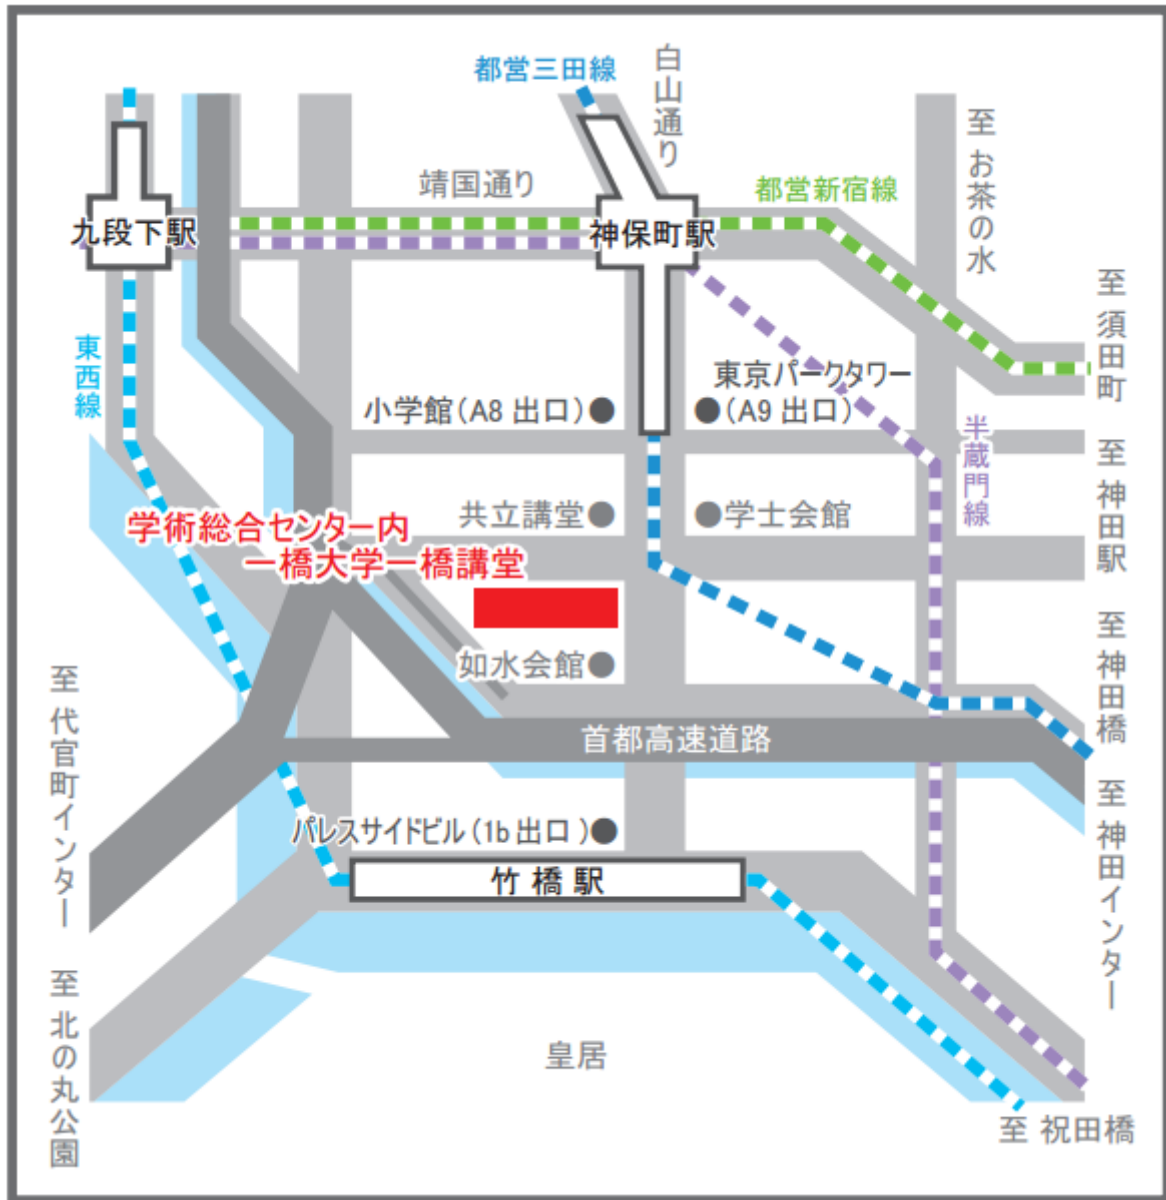 都営三田線
白山通り
至 お茶の水
靖国通り
都営新宿線
九段下駅
神保町駅
至 須田町
東西線
東京パークタワー
小学館（A8 出口）●
●（A9 出口）
半蔵門線
至 神田駅
共立講堂●
●学士会館
学術総合センター内
一橋大学一橋講堂
如水会館●
至 神田橋
至 代官町インター
首都高速道路
至 神田インター
パレスサイドビル（1b 出口）●
竹橋駅
至 北の丸公園
皇居
至 祝田橋